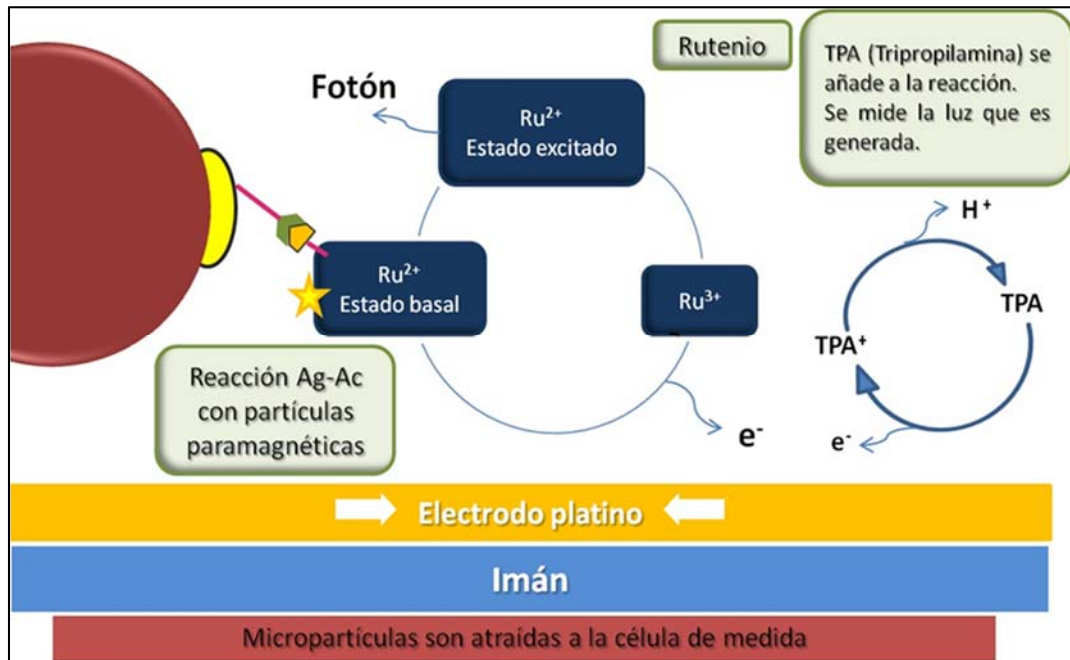 Rutenio
TPA (Tripropilamina) se
añade a la reacción.
Se mide la luz que es
generada.
Fotón
Ru²⁺
Estado excitado
Ru²⁺
Estado basal
Ru³⁺
e⁻
H⁺
TPA
TPA⁺
e⁻
Reacción Ag-Ac
con partículas
paramagnéticas
Electrodo platino
Imán
Micropartículas son atraídas a la célula de medida